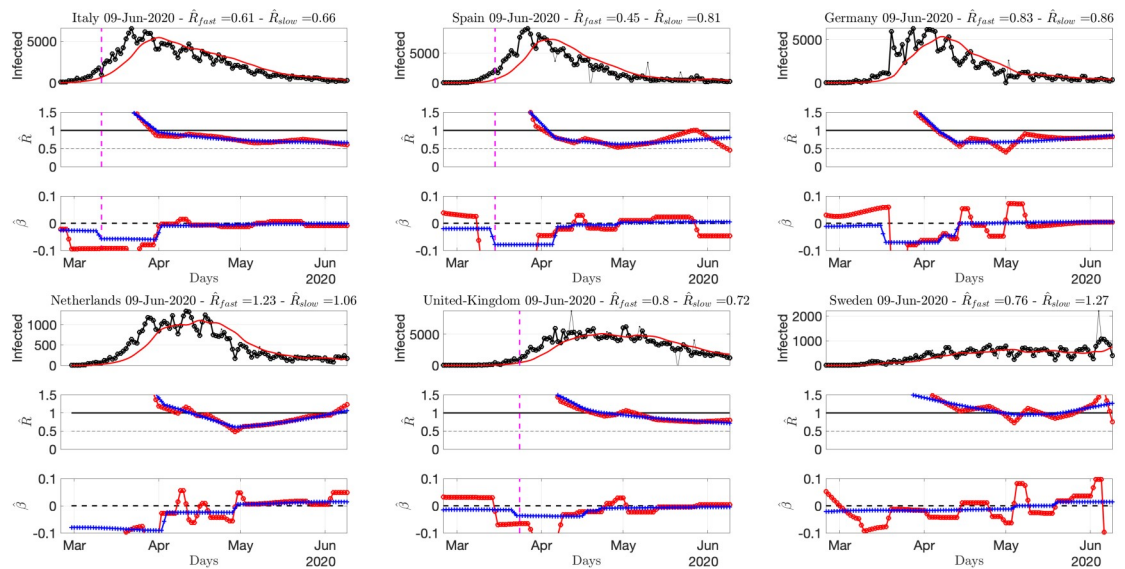 Italy 09-Jun-2020 - R̂fast =0.61 - R̂slow =0.66
Infected
5000
0
R̂
1.5
1
0.5
0
β̂
0.1
0
-0.1
Mar Apr May Jun
Days
2020
Spain 09-Jun-2020 - R̂fast =0.45 - R̂slow =0.81
Infected
5000
0
R̂
1.5
1
0.5
0
β̂
0.1
0
-0.1
Mar Apr May Jun
Days
2020
Germany 09-Jun-2020 - R̂fast =0.83 - R̂slow =0.86
Infected
5000
0
R̂
1.5
1
0.5
0
β̂
0.1
0
-0.1
Mar Apr May Jun
Days
2020
Netherlands 09-Jun-2020 - R̂fast =1.23 - R̂slow =1.06
Infected
1000
500
0
R̂
1.5
1
0.5
0
β̂
0.1
0
-0.1
Mar Apr May Jun
Days
2020
United-Kingdom 09-Jun-2020 - R̂fast =0.8 - R̂slow =0.72
Infected
5000
0
R̂
1.5
1
0.5
0
β̂
0.1
0
-0.1
Mar Apr May Jun
Days
2020
Sweden 09-Jun-2020 - R̂fast =0.76 - R̂slow =1.27
Infected
2000
1000
0
R̂
1.5
1
0.5
0
β̂
0.1
0
-0.1
Mar Apr May Jun
Days
2020